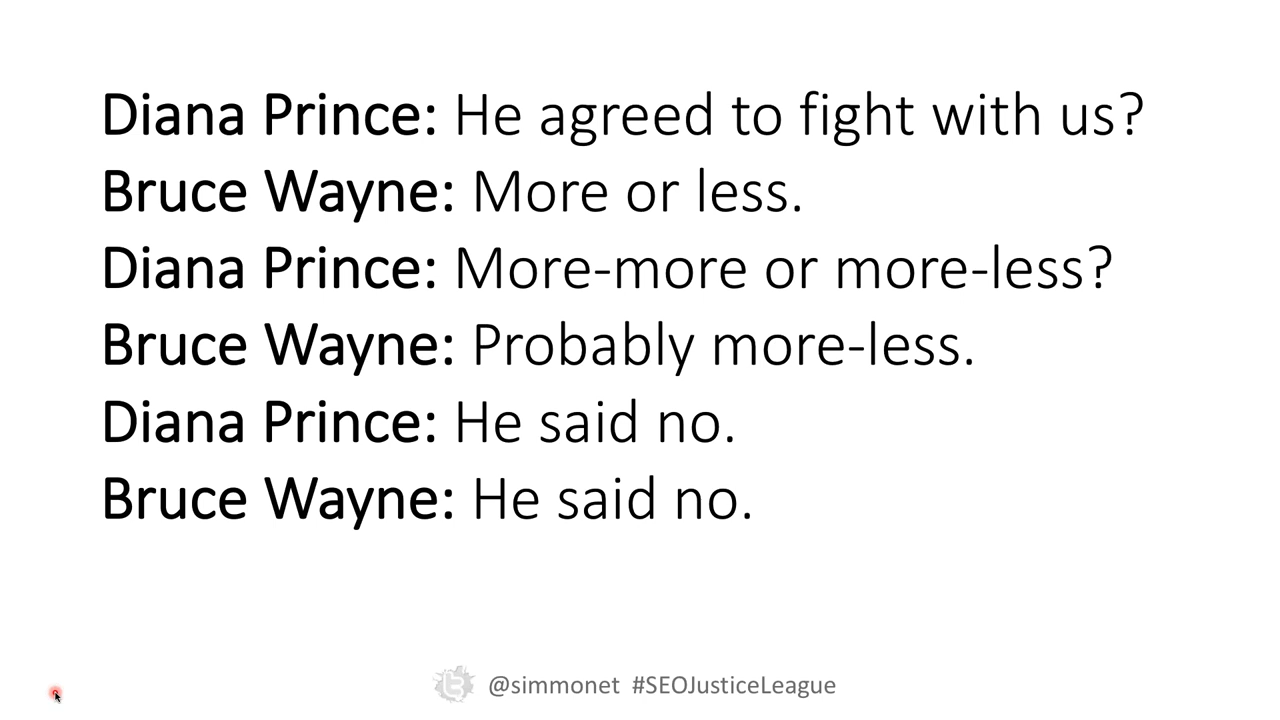 Diana Prince: He agreed to fight with us?
Bruce Wayne: More or less.
Diana Prince: More-more or more-less?
Bruce Wayne: Probably more-less.
Diana Prince: He said no.
Bruce Wayne: He said no.
@simmonet #SEOJusticeLeague